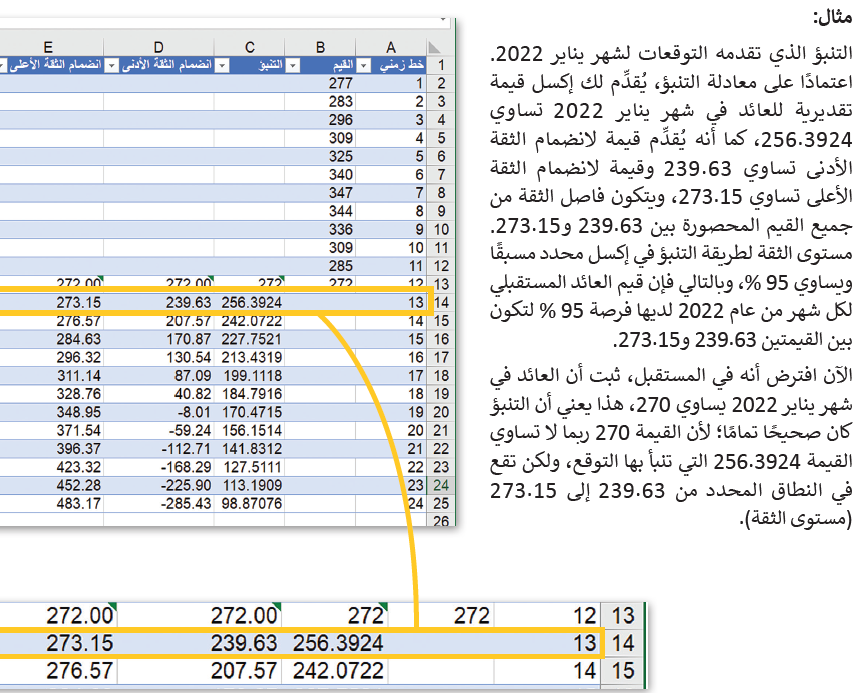 مثال:
التنبؤ الذي تقدمه التوقعات لشهر يناير 2022.
اعتمادًا على معادلة التنبؤ، يُقدِّم لك إكسل قيمة
تقديرية للعائد في شهر يناير 2022 تساوي
256.3924، كما أنه يُقدِّم قيمة لانضمام الثقة
الأدنى تساوي 239.63 وقيمة لانضمام الثقة
الأعلى تساوي 273.15، ويتكون فاصل الثقة من
جميع القيم المحصورة بين 239.63 و273.15.
مستوى الثقة لطريقة التنبؤ في إكسل محدد مسبقًا
ويساوي 95 %، وبالتالي فإن قيم العائد المستقبلي
لكل شهر من عام 2022 لديها فرصة 95 % لتكون
بين القيمتين 239.63 و273.15.
الآن افترض أنه في المستقبل، ثبت أن العائد في
شهر يناير 2022 يساوي 270، هذا يعني أن التنبؤ
كان صحيحًا تمامًا؛ لأن القيمة 270 ربما لا تساوي
القيمة 256.3924 التي تنبأ بها التوقع، ولكن تقع
في النطاق المحدد من 239.63 إلى 273.15
(مستوى الثقة).
A B C D E
1 خط زمني القيم التنبؤ انضمام الثقة الأدنى انضمام الثقة الأعلى
2 1 277
3 2 283
4 3 296
5 4 309
6 5 325
7 6 340
8 7 347
9 8 344
10 9 336
11 10 309
12 11 285
13 12 272 272 272.00 272.00
14 13 256.3924 239.63 273.15
15 14 242.0722 207.57 276.57
16 15 227.7521 170.87 284.63
17 16 213.4319 130.54 296.32
18 17 199.1118 87.09 311.14
19 18 184.7916 40.82 328.76
20 19 170.4715 -8.01 348.95
21 20 156.1514 -59.24 371.54
22 21 141.8312 -112.71 396.37
23 22 127.5111 -168.29 423.32
24 23 113.1909 -225.90 452.28
25 24 98.87076 -285.43 483.17
26
13 12 272 272 272.00 272.00
14 13 256.3924 239.63 273.15
15 14 242.0722 207.57 276.57